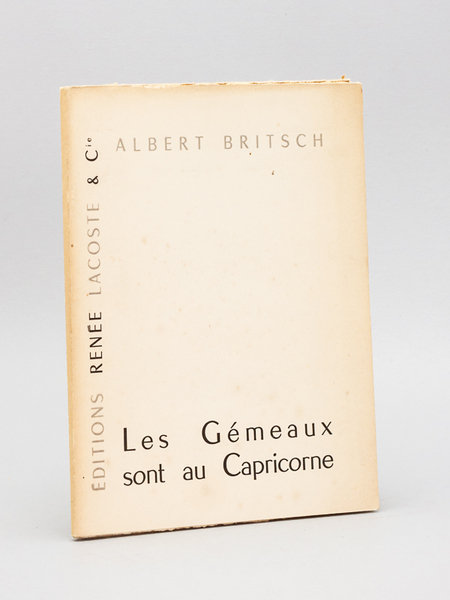 ALBERT BRITSCH
ÉDITIONS RENÉE LACOSTE & Cie
Les Gémeaux
sont au Capricorne